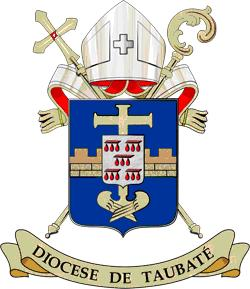 DIOCESE DE TAUBATÉ